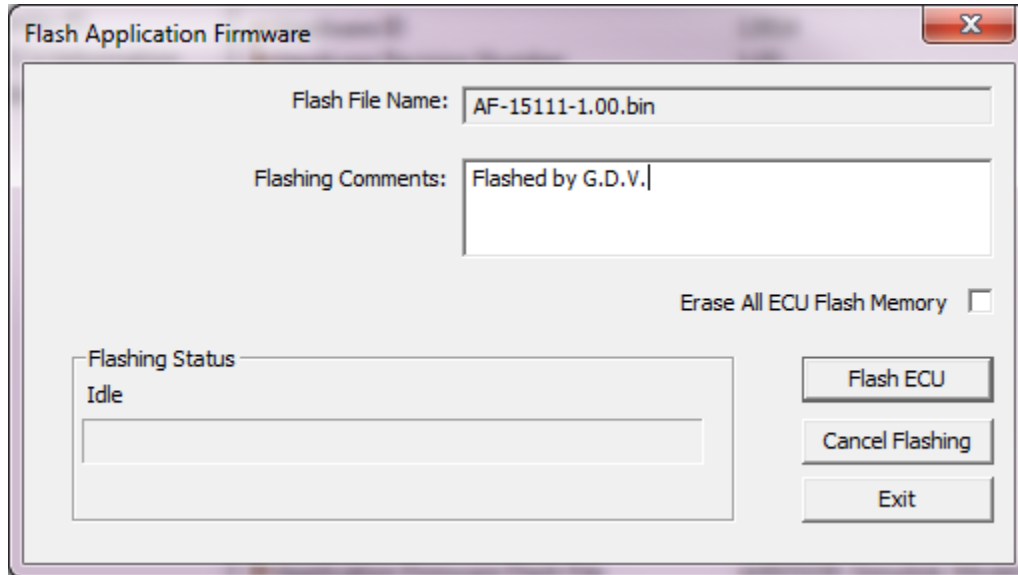 Flash Application Firmware
Flash File Name: AF-15111-1.00.bin
Flashing Comments: Flashed by G.D.V.
Erase All ECU Flash Memory
Flashing Status
Idle
Flash ECU
Cancel Flashing
Exit